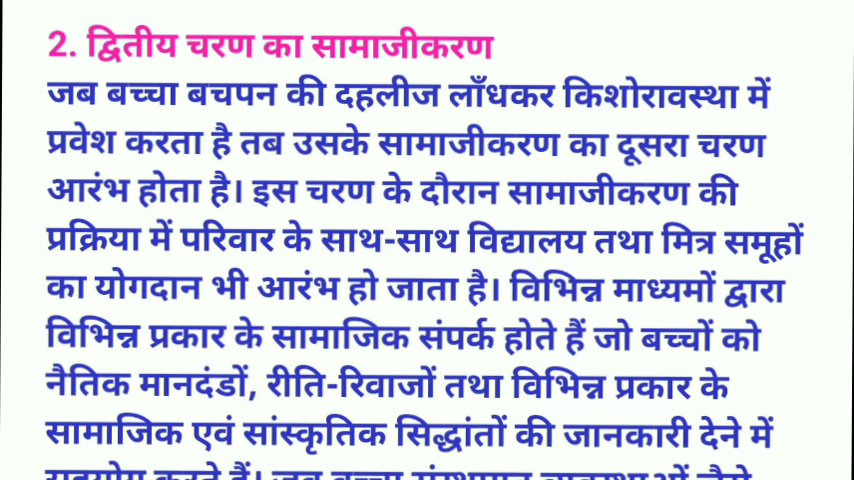 2. द्वितीय चरण का सामाजीकरण
जब बच्चा बचपन की दहलीज लाँधकर किशोरावस्था में
प्रवेश करता है तब उसके सामाजीकरण का दूसरा चरण
आरंभ होता है। इस चरण के दौरान सामाजीकरण की
प्रक्रिया में परिवार के साथ-साथ विद्यालय तथा मित्र समूहों
का योगदान भी आरंभ हो जाता है। विभिन्न माध्यमों द्वारा
विभिन्न प्रकार के सामाजिक संपर्क होते हैं जो बच्चों को
नैतिक मानदंडों, रीति-रिवाजों तथा विभिन्न प्रकार के
सामाजिक एवं सांस्कृतिक सिद्धांतों की जानकारी देने में